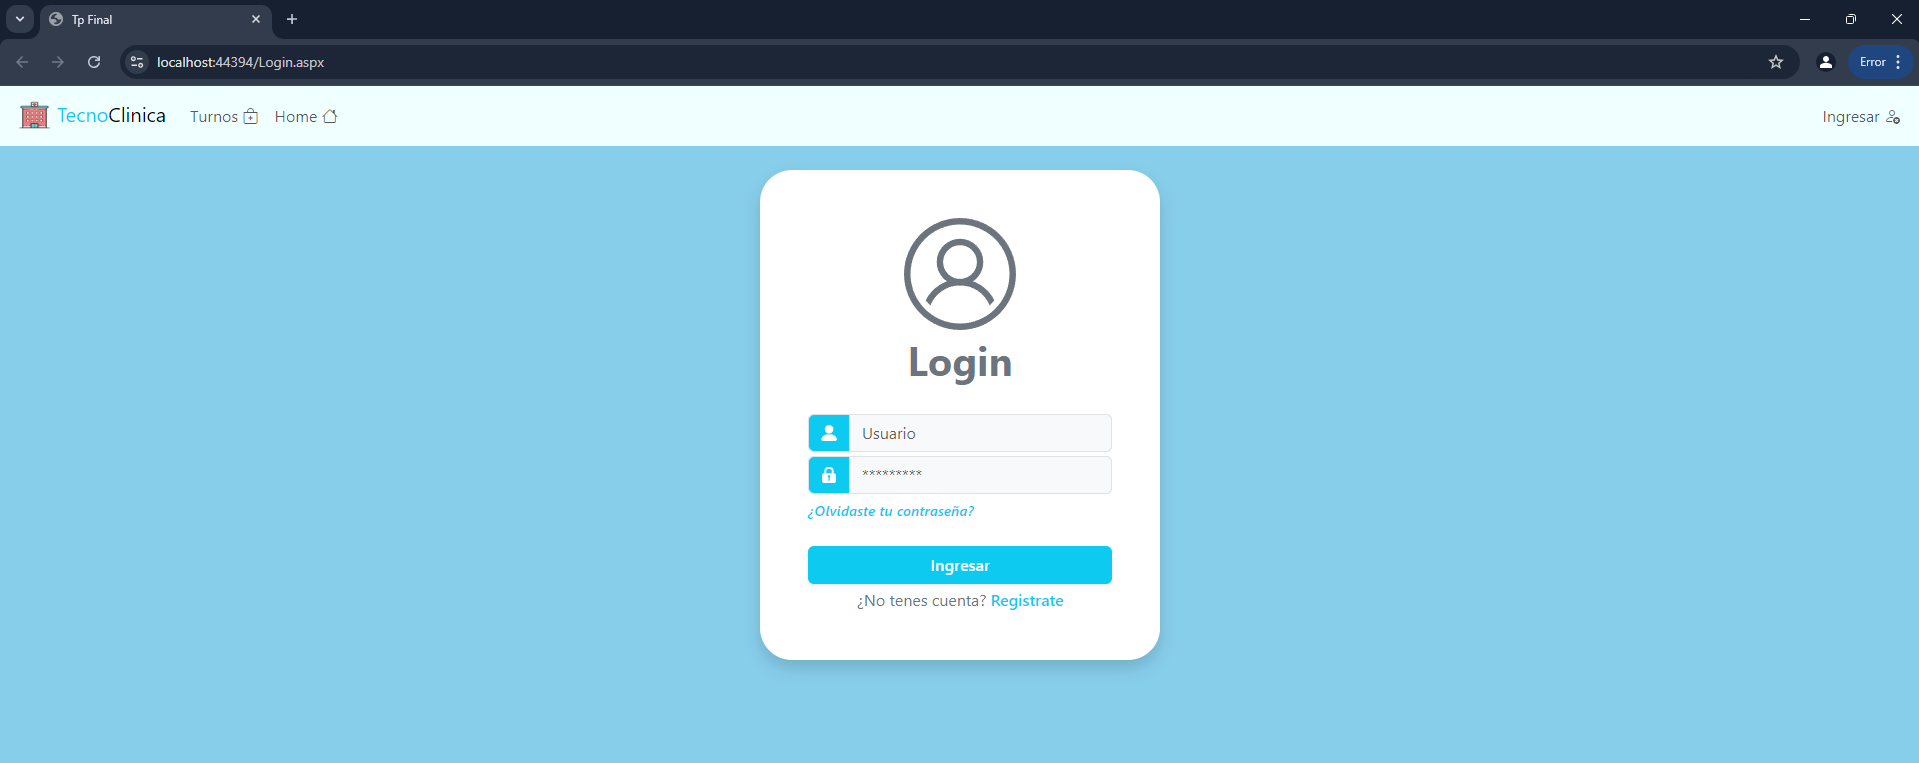 Tp Final
localhost:44394/Login.aspx
Error
TecnoClinica Turnos Home Ingresar
Login
Usuario
*********
¿Olvidaste tu contraseña?
Ingresar
¿No tenes cuenta? Registrate